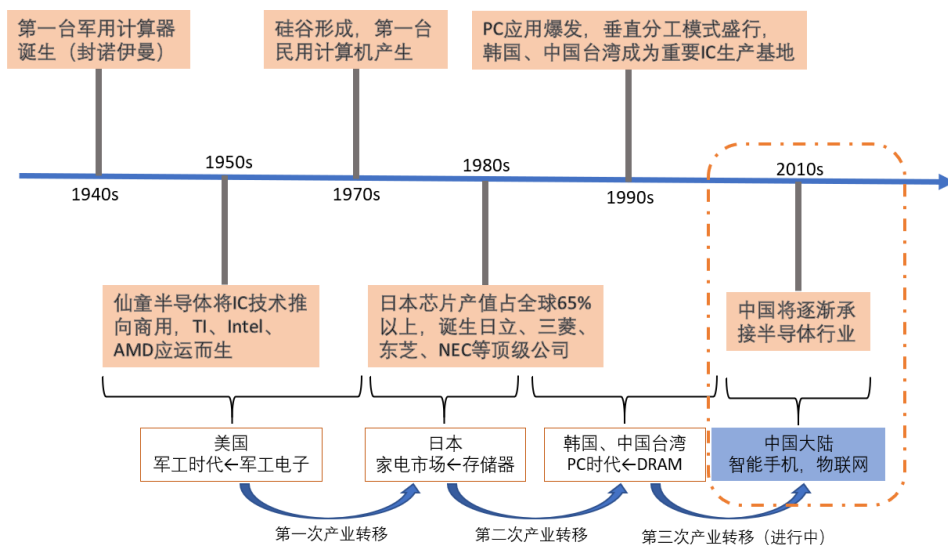 第一台军用计算器
诞生（封诺伊曼）
硅谷形成，第一台
民用计算机产生
PC应用爆发，垂直分工模式盛行，
韩国、中国台湾成为重要IC生产基地
1950s
1980s
2010s
1940s
1970s
1990s
仙童半导体将IC技术推
向商用，TI、Intel、
AMD应运而生
日本芯片产值占全球65%
以上，诞生日立、三菱、
东芝、NEC等顶级公司
中国将逐渐承
接半导体行业
美国
军工时代←军工电子
日本
家电市场←存储器
韩国、中国台湾
PC时代←DRAM
中国大陆
智能手机，物联网
第一次产业转移
第二次产业转移
第三次产业转移（进行中）